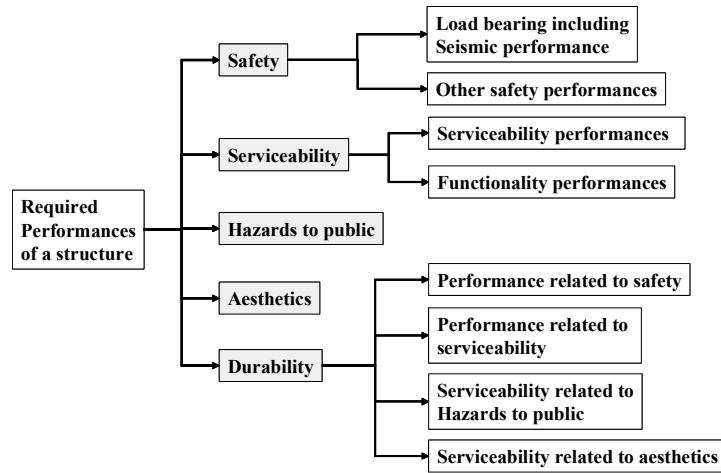 Required
Performances
of a structure
Safety
Load bearing including
Seismic performance
Other safety performances
Serviceability
Serviceability performances
Functionality performances
Hazards to public
Aesthetics
Durability
Performance related to safety
Performance related to
serviceability
Serviceability related to
Hazards to public
Serviceability related to aesthetics